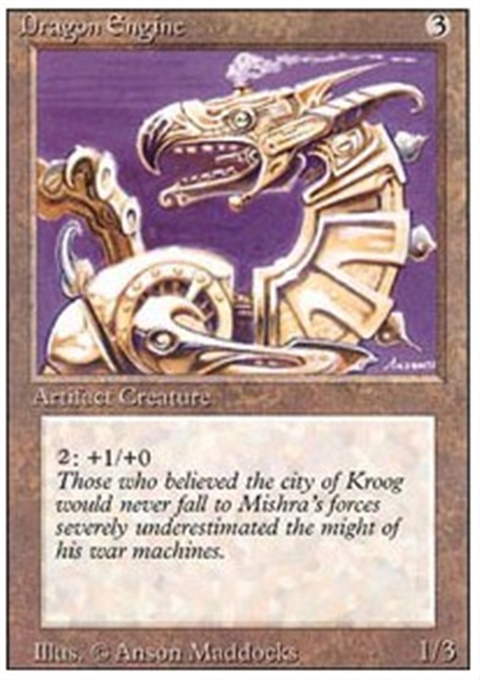 Dragon Engine 3
Artifact Creature
2: +1/+0
Those who believed the city of Kroog
would never fall to Mishra's forces
severely underestimated the might of
his war machines.
Illus. © Anson Maddocks 1/3